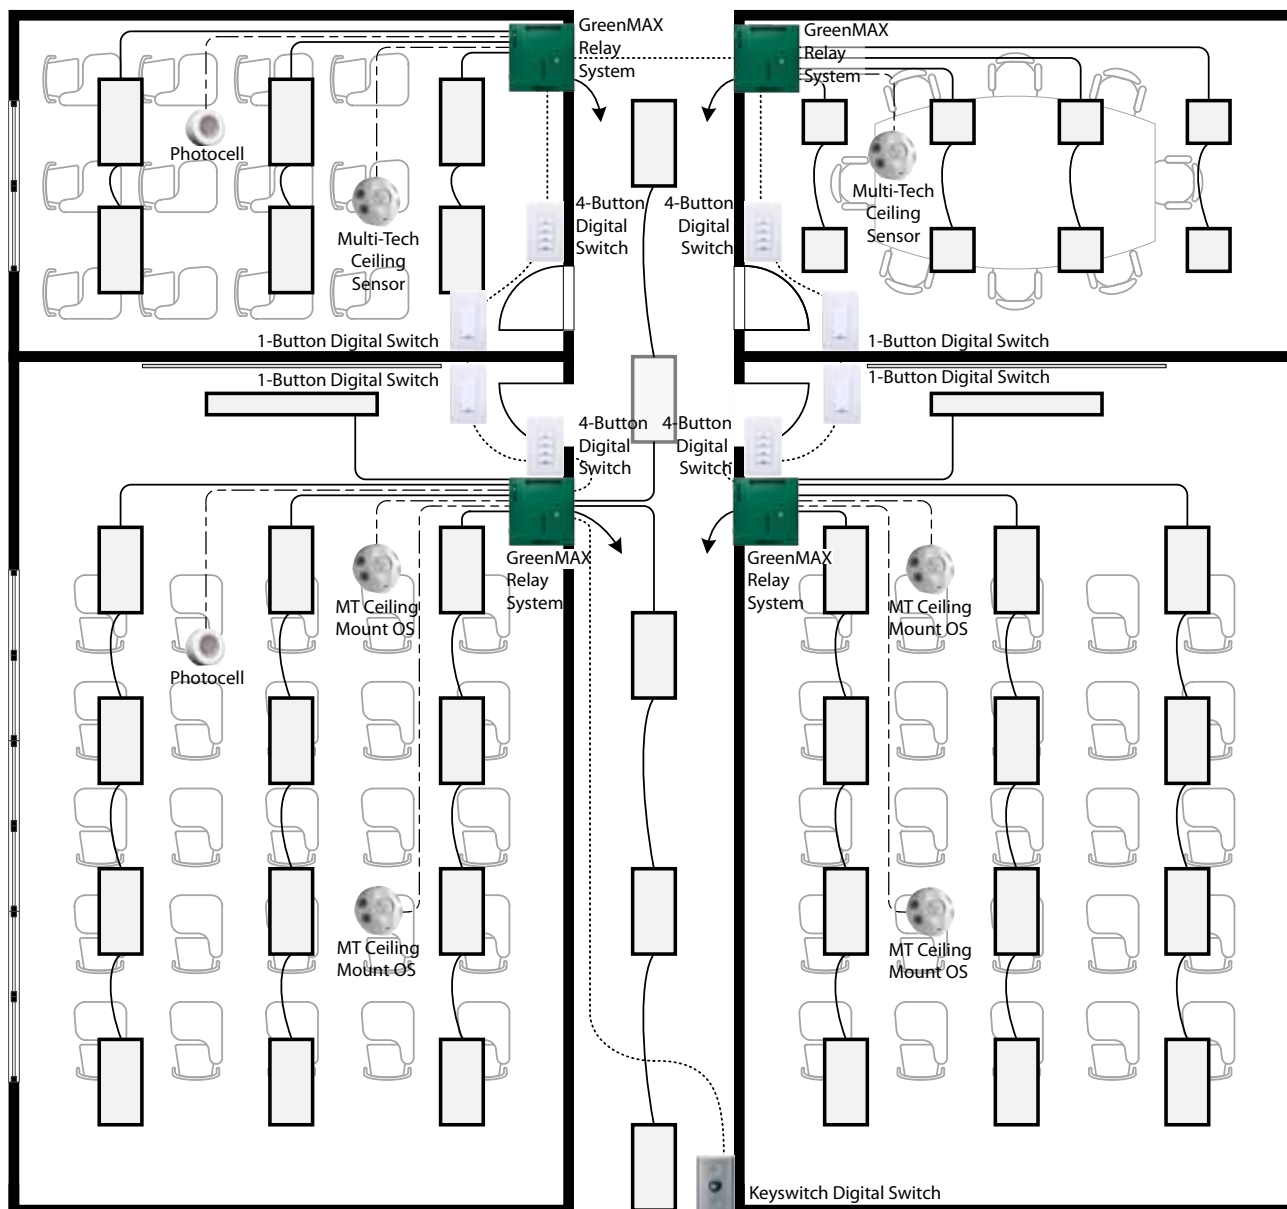 GreenMAX
Relay
System
GreenMAX
Relay
System
Photocell
Multi-Tech
Ceiling
Sensor
4-Button
Digital
Switch
4-Button
Digital
Switch
Multi-Tech
Ceiling
Sensor
1-Button Digital Switch
1-Button Digital Switch
1-Button Digital Switch
1-Button Digital Switch
4-Button
Digital
Switch
4-Button
Digital
Switch
GreenMAX
Relay
System
GreenMAX
Relay
System
MT Ceiling
Mount OS
MT Ceiling
Mount OS
Photocell
MT Ceiling
Mount OS
MT Ceiling
Mount OS
Keyswitch Digital Switch